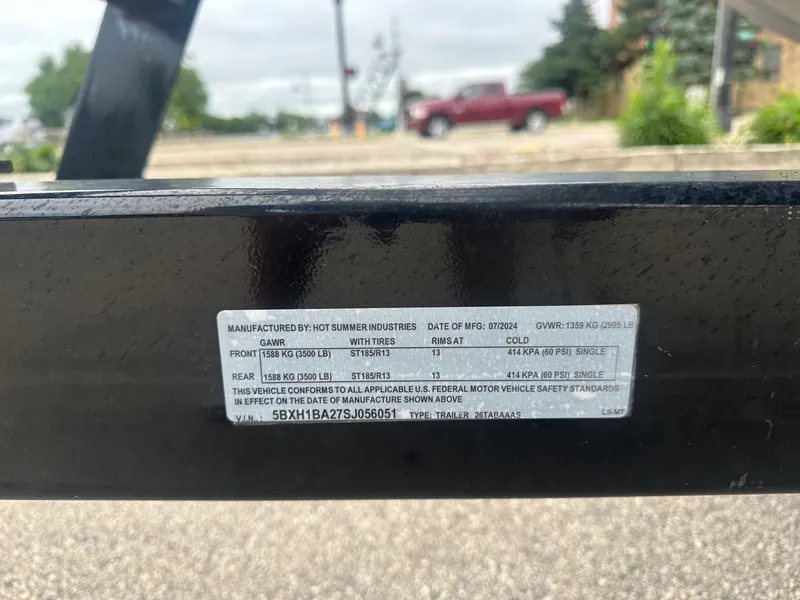 MANUFACTURED BY: HOT SUMMER INDUSTRIES DATE OF MFG: 07/2024 GVWR: 1359 KG (2995 LB
GAWR WITH TIRES RIMS AT COLD
FRONT 1588 KG (3500 LB) ST185/R13 13 414 KPA (60 PSI) SINGLE
REAR 1588 KG (3500 LB) ST185/R13 13 414 KPA (60 PSI) SINGLE
THIS VEHICLE CONFORMS TO ALL APPLICABLE U.S. FEDERAL MOTOR VEHICLE SAFETY STANDARDS
IN EFFECT ON THE DATE OF MANUFACTURE SHOWN ABOVE
V.I.N.: 5BXH1BA27SJ056051 TYPE: TRAILER 26TABAAAS LS-MT